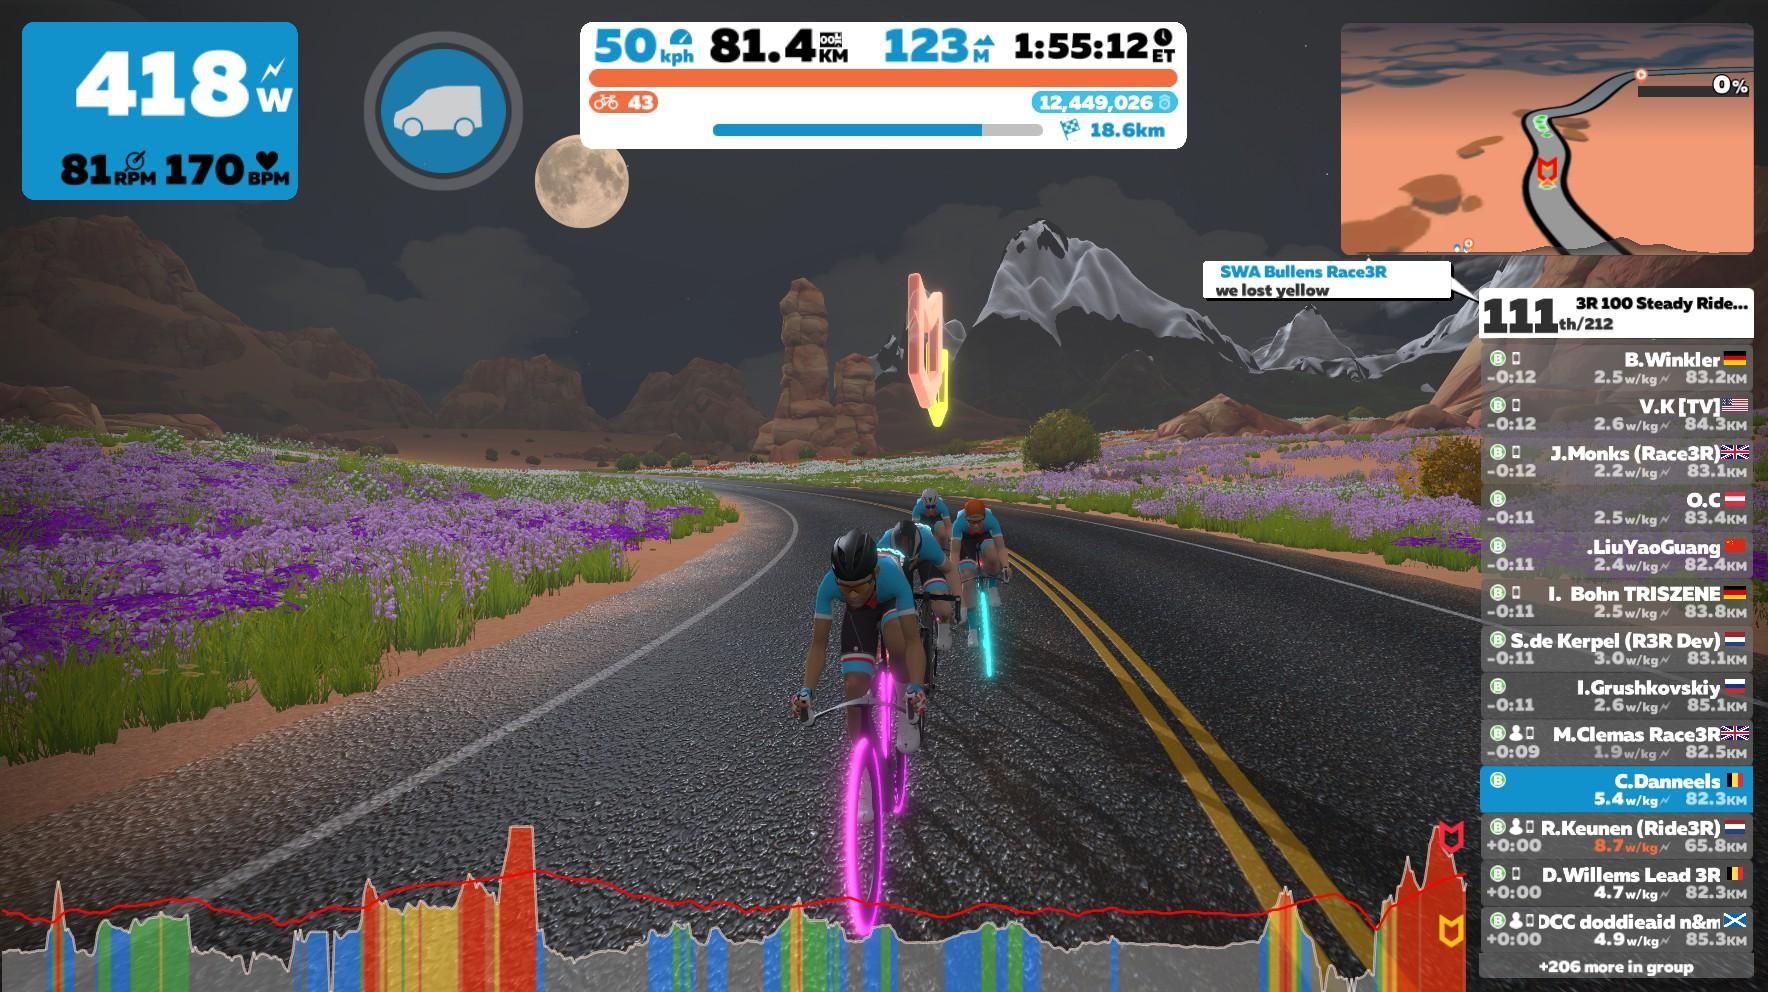 418 W
81 RPM 170 BPM
50 kph 81.4 KM 123 M 1:55:12 ET
43
12,449,026
18.6km
0%
SWA Bullens Race3R
we lost yellow
111th/212
3R 100 Steady Ride...
B.Winkler
-0:12 2.5w/kg 83.2KM
V.K [TV]
-0:12 2.6w/kg 84.3KM
J.Monks (Race3R)
-0:12 2.2w/kg 83.1KM
O.C
-0:11 2.5w/kg 83.4KM
.LiuYaoGuang
-0:11 2.4w/kg 82.4KM
I. Bohn TRISZENE
-0:11 2.5w/kg 83.8KM
S.de Kerpel (R3R Dev)
-0:11 3.0w/kg 83.1KM
I.Grushkovskiy
-0:11 2.6w/kg 85.1KM
M.Clemas Race3R
-0:09 1.9w/kg 82.5KM
C.Danneels
5.4w/kg 82.3KM
R.Keunen (Ride3R)
+0:00 8.7w/kg 65.8KM
D.Willems Lead 3R
+0:00 4.7w/kg 82.3KM
DCC doddieaid n&m
+0:00 4.9w/kg 85.3KM
+206 more in group